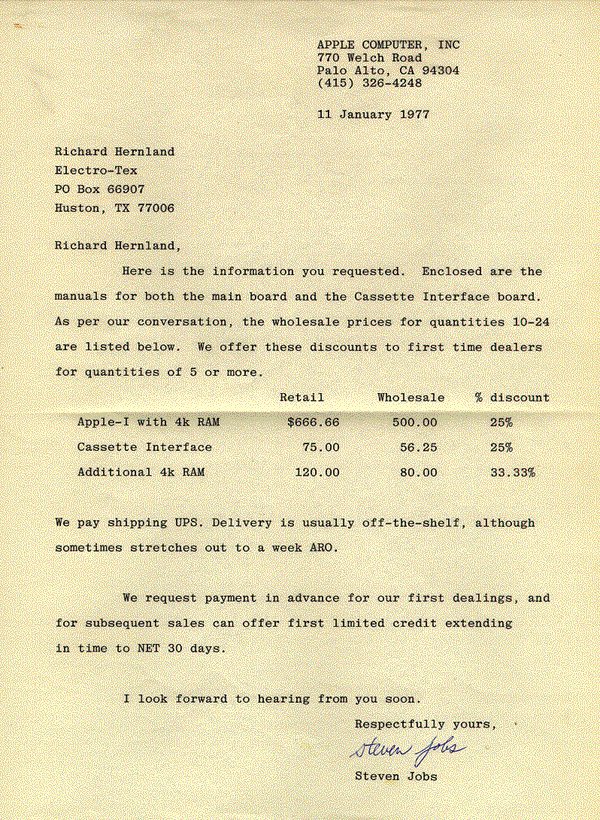 APPLE COMPUTER, INC
770 Welch Road
Palo Alto, CA 94304
(415) 326-4248
11 January 1977
Richard Hernland
Electro-Tex
PO Box 66907
Huston, TX 77006
Richard Hernland,
Here is the information you requested. Enclosed are the
manuals for both the main board and the Cassette Interface board.
As per our conversation, the wholesale prices for quantities 10-24
are listed below. We offer these discounts to first time dealers
for quantities of 5 or more.
Retail Wholesale % discount
Apple-I with 4k RAM $666.66 500.00 25%
Cassette Interface 75.00 56.25 25%
Additional 4k RAM 120.00 80.00 33.33%
We pay shipping UPS. Delivery is usually off-the-shelf, although
sometimes stretches out to a week ARO.
We request payment in advance for our first dealings, and
for subsequent sales can offer first limited credit extending
in time to NET 30 days.
I look forward to hearing from you soon.
Respectfully yours,
steven jobs
Steven Jobs